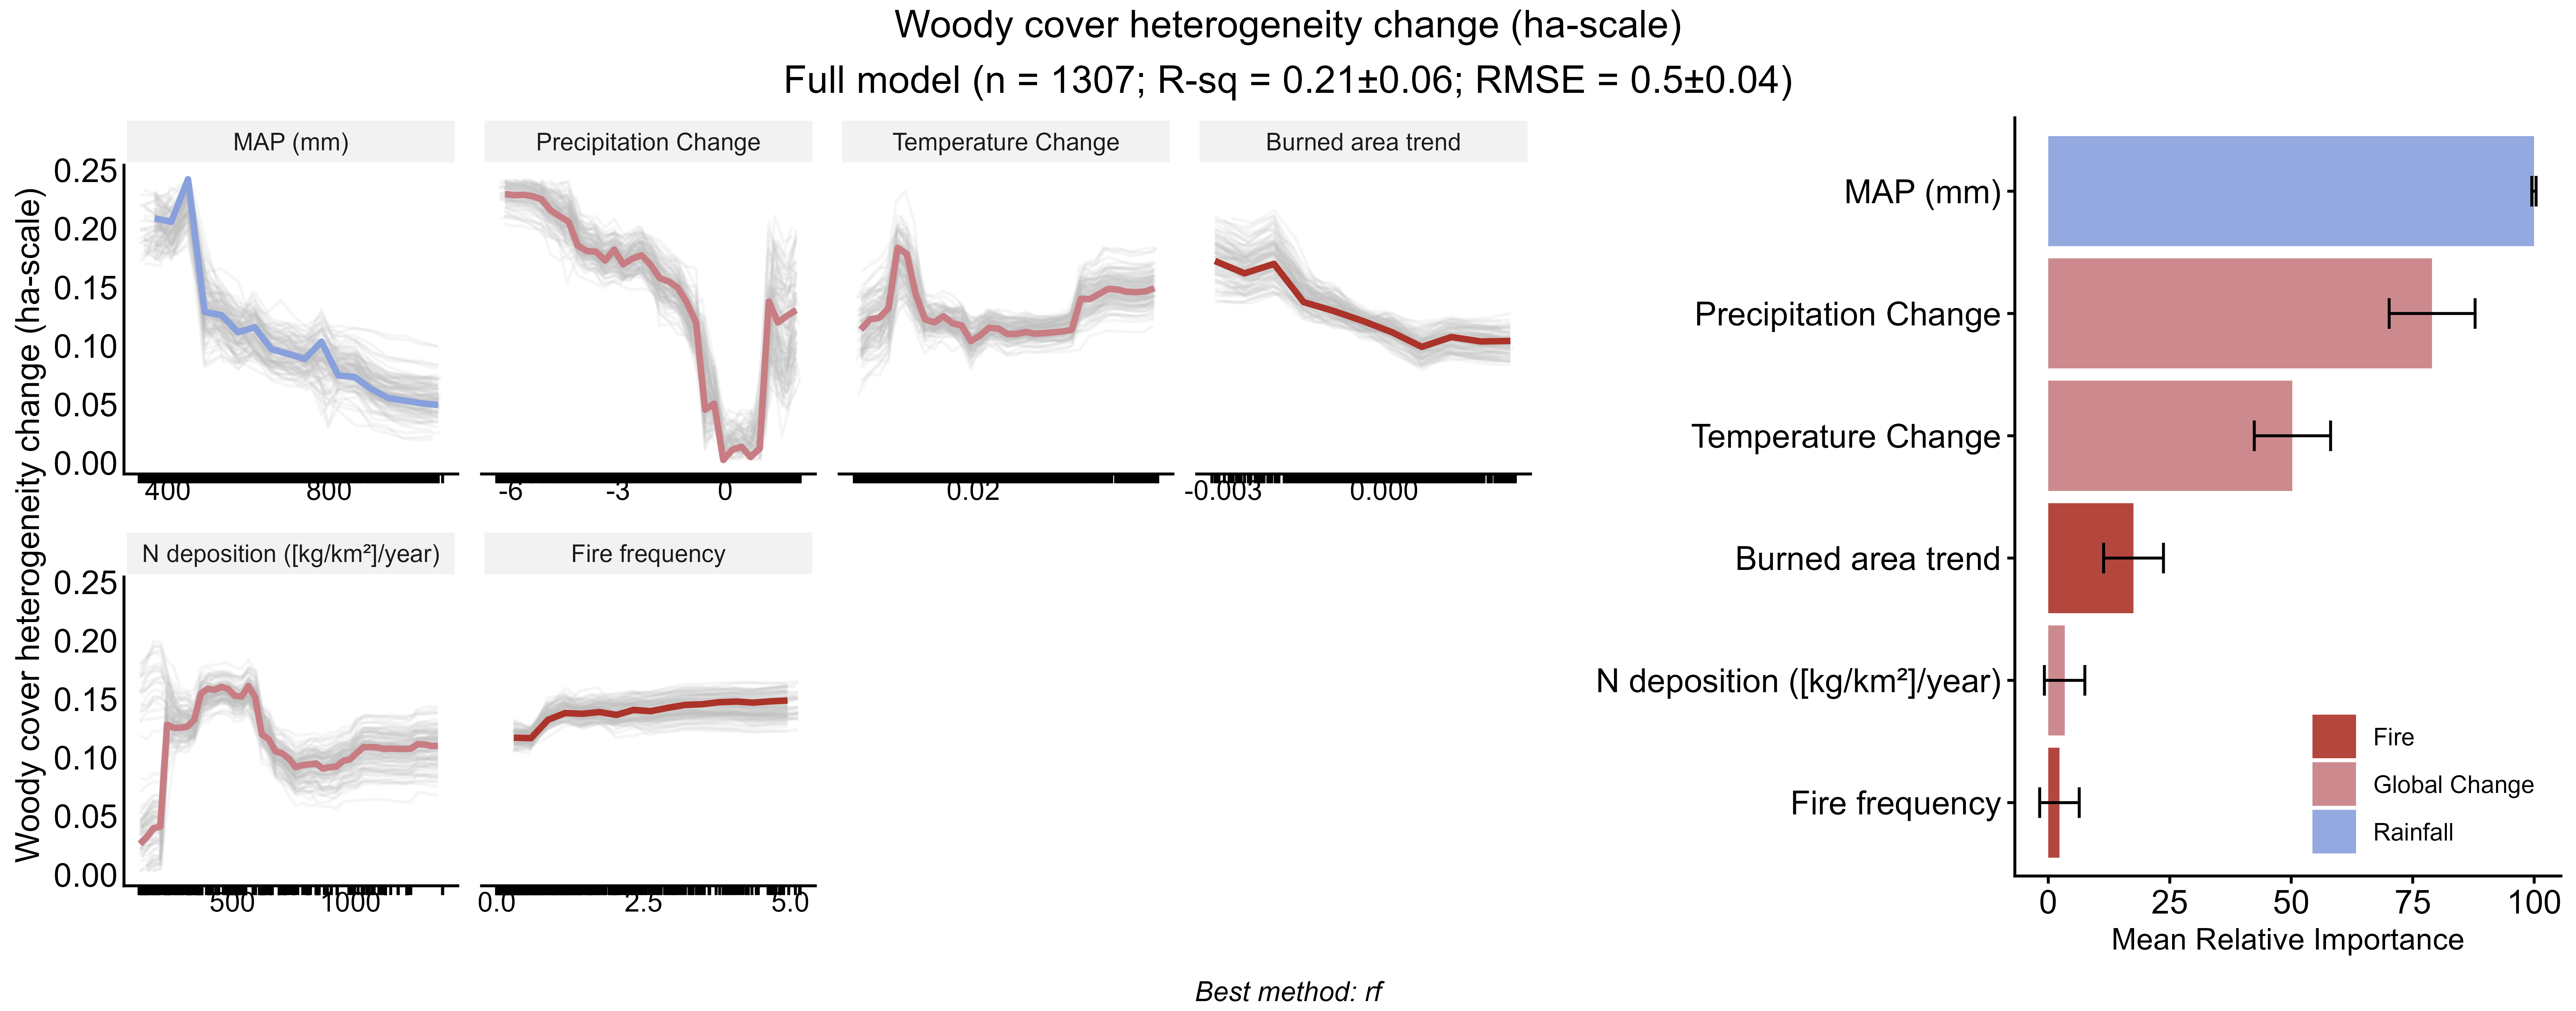 Woody cover heterogeneity change (ha-scale)
Full model (n = 1307; R-sq = 0.21±0.06; RMSE = 0.5±0.04)
Woody cover heterogeneity change (ha-scale)
MAP (mm)
Precipitation Change
Temperature Change
Burned area trend
0.25
0.20
0.15
0.10
0.05
0.00
400 800
-6 -3 0
0.02
-0.003 0.000
N deposition ([kg/km²]/year)
Fire frequency
0.25
0.20
0.15
0.10
0.05
0.00
500 1000
0.0 2.5 5.0
MAP (mm)
Precipitation Change
Temperature Change
Burned area trend
N deposition ([kg/km²]/year)
Fire frequency
Fire
Global Change
Rainfall
0 25 50 75 100
Mean Relative Importance
Best method: rf